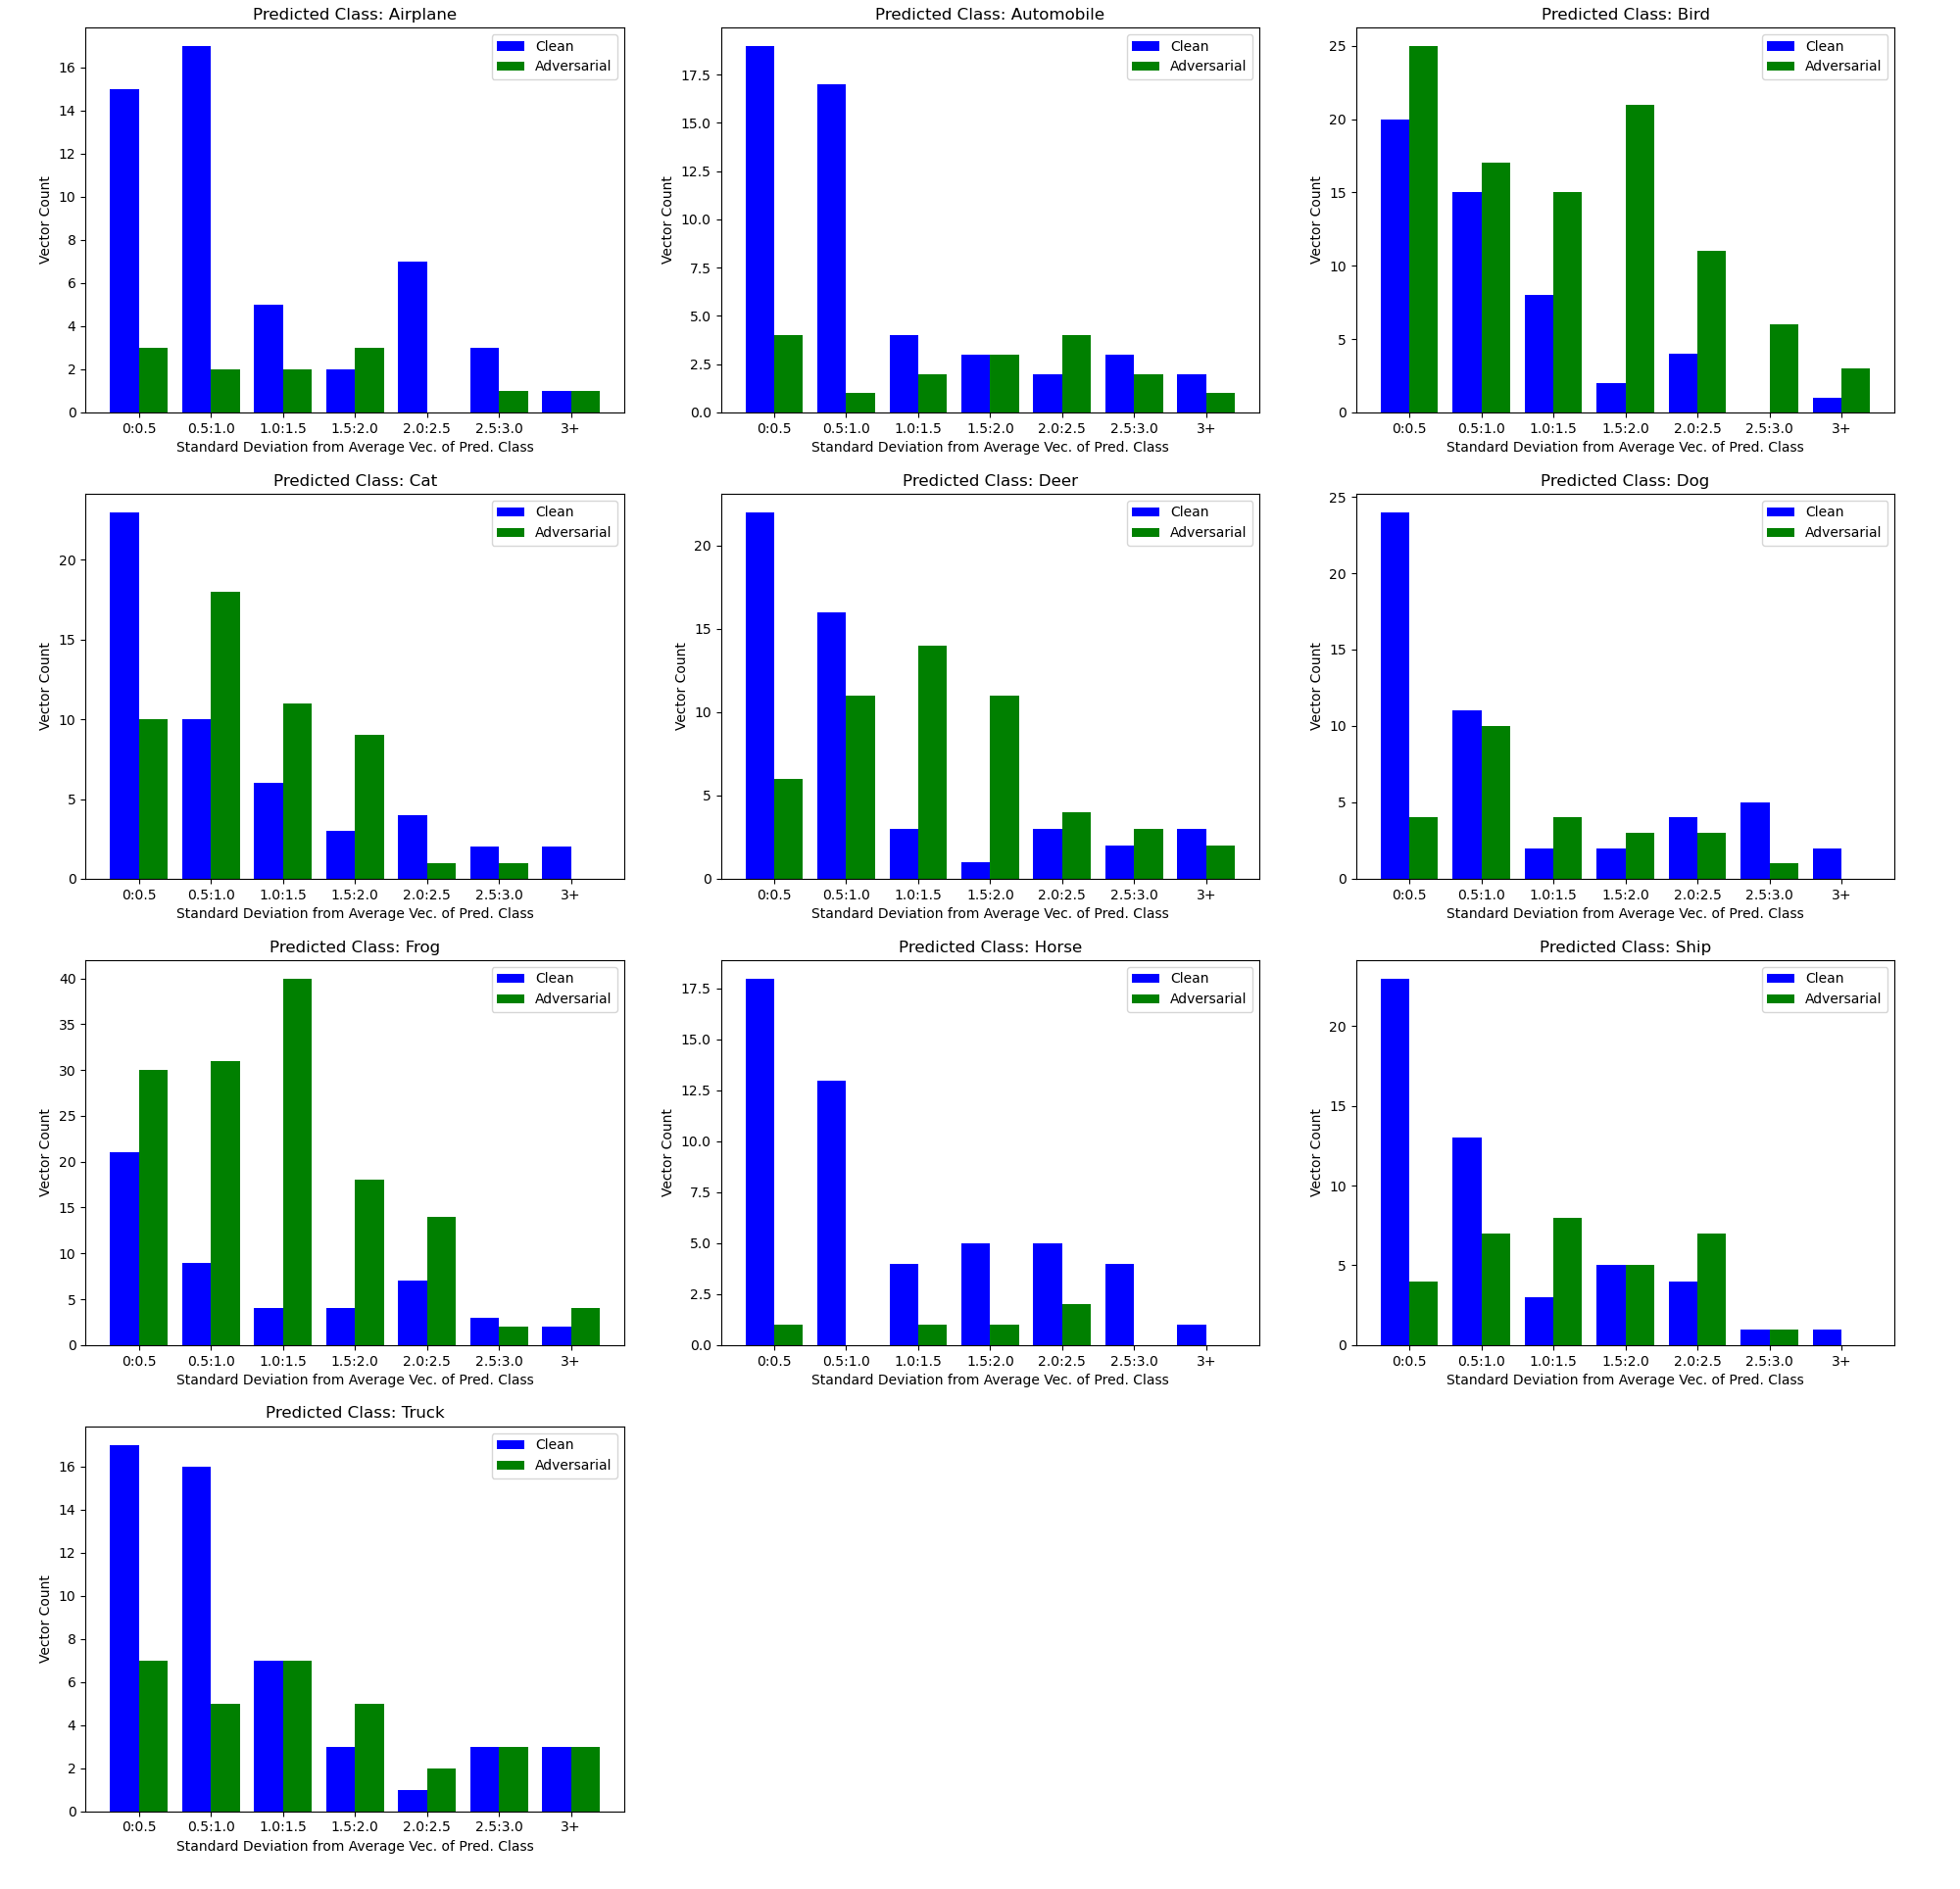 Predicted Class: Airplane
Vector Count
16
14
12
10
8
6
4
2
0
Clean
Adversarial
0:0.5 0.5:1.0 1.0:1.5 1.5:2.0 2.0:2.5 2.5:3.0 3+
Standard Deviation from Average Vec. of Pred. Class
Predicted Class: Automobile
Vector Count
17.5
15.0
12.5
10.0
7.5
5.0
2.5
0.0
Clean
Adversarial
0:0.5 0.5:1.0 1.0:1.5 1.5:2.0 2.0:2.5 2.5:3.0 3+
Standard Deviation from Average Vec. of Pred. Class
Predicted Class: Bird
Vector Count
25
20
15
10
5
0
Clean
Adversarial
0:0.5 0.5:1.0 1.0:1.5 1.5:2.0 2.0:2.5 2.5:3.0 3+
Standard Deviation from Average Vec. of Pred. Class
Predicted Class: Cat
Vector Count
20
15
10
5
0
Clean
Adversarial
0:0.5 0.5:1.0 1.0:1.5 1.5:2.0 2.0:2.5 2.5:3.0 3+
Standard Deviation from Average Vec. of Pred. Class
Predicted Class: Deer
Vector Count
20
15
10
5
0
Clean
Adversarial
0:0.5 0.5:1.0 1.0:1.5 1.5:2.0 2.0:2.5 2.5:3.0 3+
Standard Deviation from Average Vec. of Pred. Class
Predicted Class: Dog
Vector Count
25
20
15
10
5
0
Clean
Adversarial
0:0.5 0.5:1.0 1.0:1.5 1.5:2.0 2.0:2.5 2.5:3.0 3+
Standard Deviation from Average Vec. of Pred. Class
Predicted Class: Frog
Vector Count
40
35
30
25
20
15
10
5
0
Clean
Adversarial
0:0.5 0.5:1.0 1.0:1.5 1.5:2.0 2.0:2.5 2.5:3.0 3+
Standard Deviation from Average Vec. of Pred. Class
Predicted Class: Horse
Vector Count
17.5
15.0
12.5
10.0
7.5
5.0
2.5
0.0
Clean
Adversarial
0:0.5 0.5:1.0 1.0:1.5 1.5:2.0 2.0:2.5 2.5:3.0 3+
Standard Deviation from Average Vec. of Pred. Class
Predicted Class: Ship
Vector Count
20
15
10
5
0
Clean
Adversarial
0:0.5 0.5:1.0 1.0:1.5 1.5:2.0 2.0:2.5 2.5:3.0 3+
Standard Deviation from Average Vec. of Pred. Class
Predicted Class: Truck
Vector Count
16
14
12
10
8
6
4
2
0
Clean
Adversarial
0:0.5 0.5:1.0 1.0:1.5 1.5:2.0 2.0:2.5 2.5:3.0 3+
Standard Deviation from Average Vec. of Pred. Class